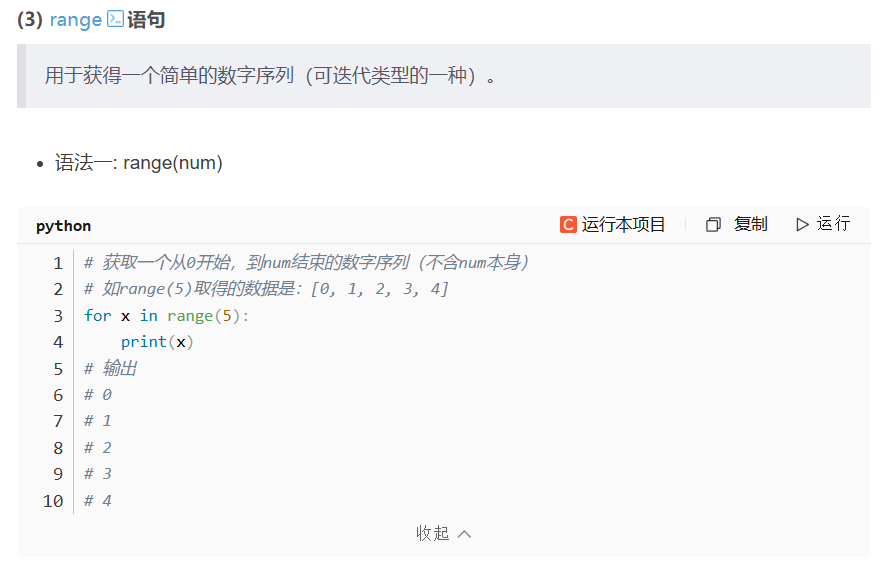 (3) range 语句
用于获得一个简单的数字序列（可迭代类型的一种）。
• 语法一: range(num)
python C 运行本项目 复制 运行
1 # 获取一个从0开始，到num结束的数字序列（不含num本身）
2 # 如range(5)取得的数据是：[0, 1, 2, 3, 4]
3 for x in range(5):
4     print(x)
5 # 输出
6 # 0
7 # 1
8 # 2
9 # 3
10 # 4
收起